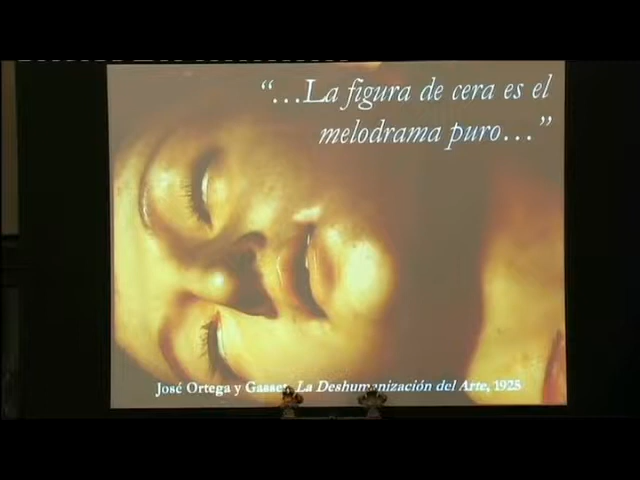 “…La figura de cera es el
melodrama puro…”
José Ortega y Gasset, La Deshumanización del Arte, 1925